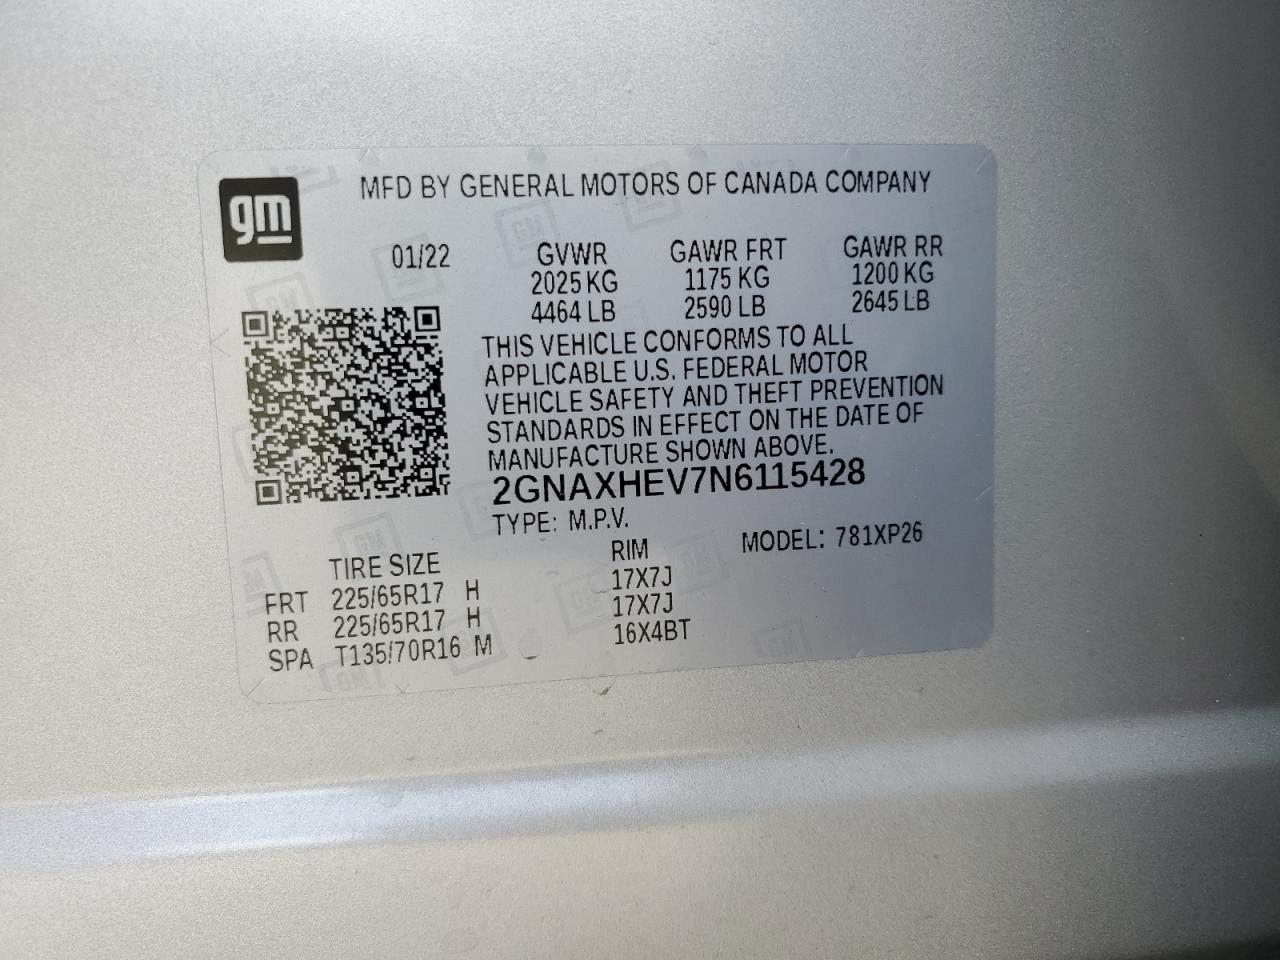 gm
MFD BY GENERAL MOTORS OF CANADA COMPANY
01/22 GVWR GAWR FRT GAWR RR
2025 KG 1175 KG 1200 KG
4464 LB 2590 LB 2645 LB
THIS VEHICLE CONFORMS TO ALL
APPLICABLE U.S. FEDERAL MOTOR
VEHICLE SAFETY AND THEFT PREVENTION
STANDARDS IN EFFECT ON THE DATE OF
MANUFACTURE SHOWN ABOVE.
2GNAXHEV7N6115428
TYPE: M.P.V. MODEL: 781XP26
TIRE SIZE RIM
FRT 225/65R17 H 17X7J
RR 225/65R17 H 17X7J
SPA T135/70R16 M 16X4BT